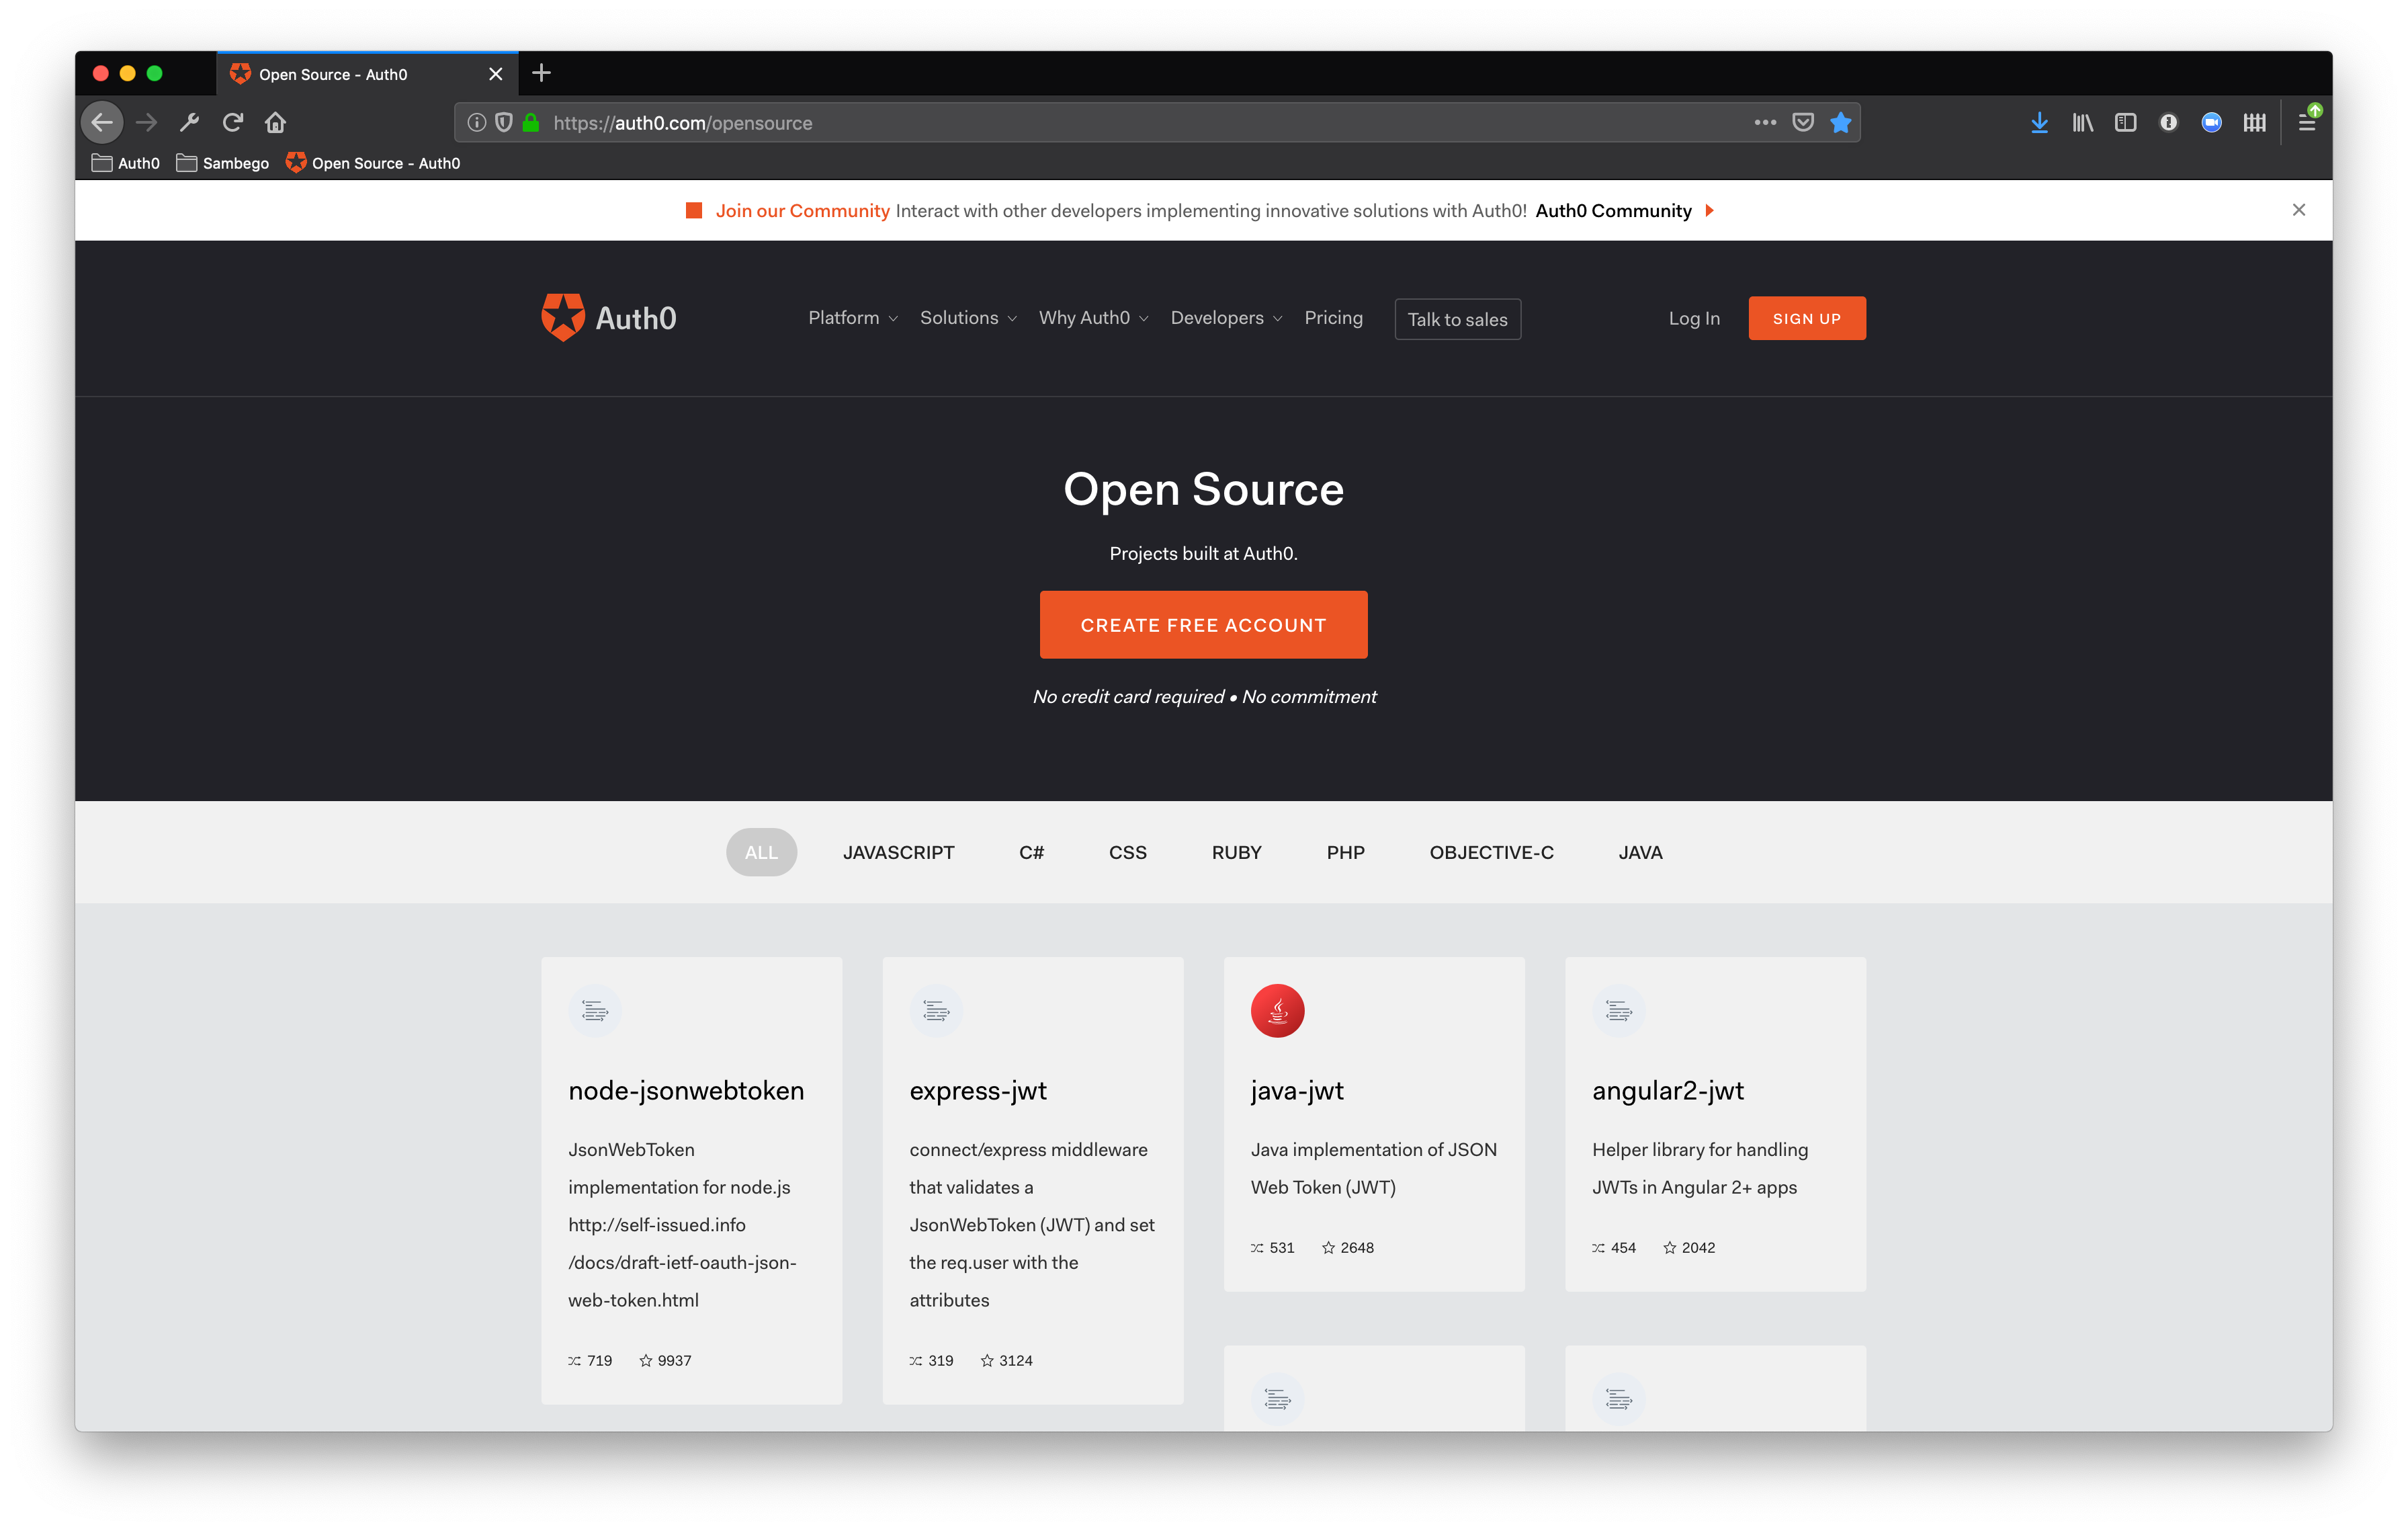 Open Source - Auth0
https://auth0.com/opensource
Auth0 Sambego Open Source - Auth0
Join our Community Interact with other developers implementing innovative solutions with Auth0! Auth0 Community
Auth0 Platform Solutions Why Auth0 Developers Pricing Talk to sales Log In SIGN UP
Open Source
Projects built at Auth0.
CREATE FREE ACCOUNT
No credit card required • No commitment
ALL JAVASCRIPT C# CSS RUBY PHP OBJECTIVE-C JAVA
node-jsonwebtoken
JsonWebToken
implementation for node.js
http://self-issued.info
/docs/draft-ietf-oauth-json-
web-token.html
719 9937
express-jwt
connect/express middleware
that validates a
JsonWebToken (JWT) and set
the req.user with the
attributes
319 3124
java-jwt
Java implementation of JSON
Web Token (JWT)
531 2648
angular2-jwt
Helper library for handling
JWTs in Angular 2+ apps
454 2042